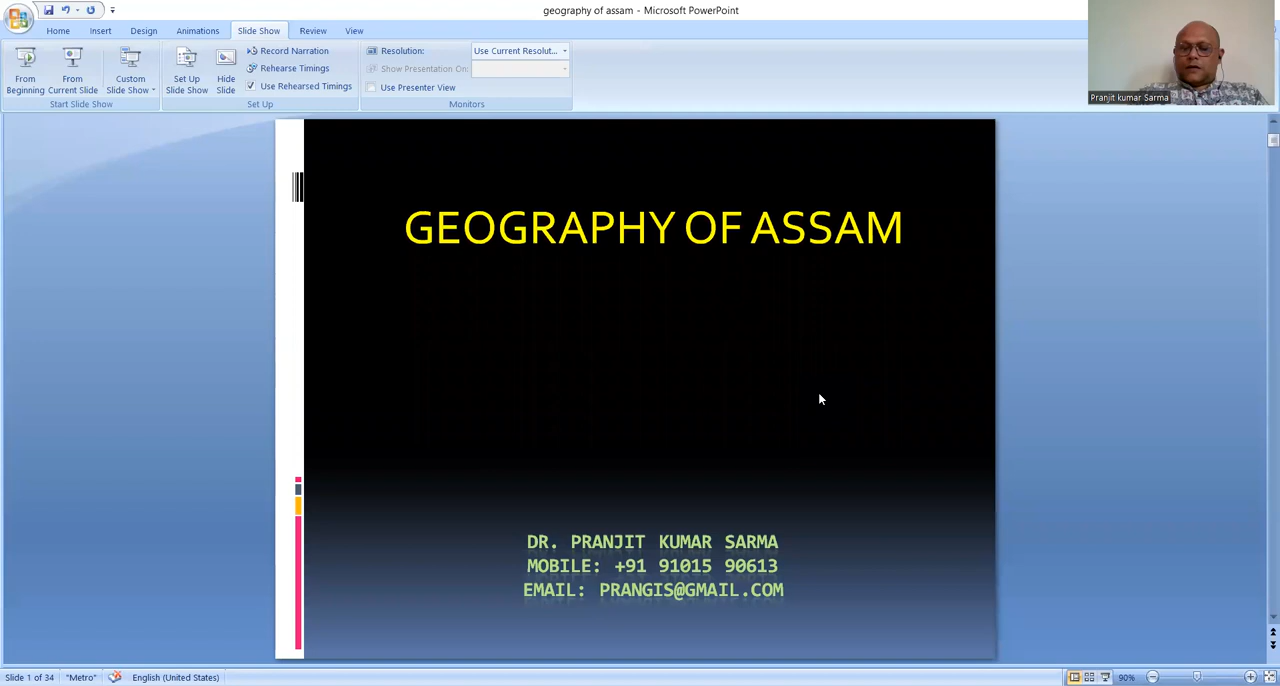 geography of assam - Microsoft PowerPoint
Home Insert Design Animations Slide Show Review View
From Beginning
From Current Slide
Custom Slide Show
Start Slide Show
Set Up Slide Show
Hide Slide
Record Narration
Rehearse Timings
Use Rehearsed Timings
Set Up
Resolution: Use Current Resolut...
Show Presentation On:
Use Presenter View
Monitors
Pranjit kumar Sarma
GEOGRAPHY OF ASSAM
DR. PRANJIT KUMAR SARMA
MOBILE: +91 91015 90613
EMAIL: PRANGIS@GMAIL.COM
Slide 1 of 34 "Metro" English (United States) 90%